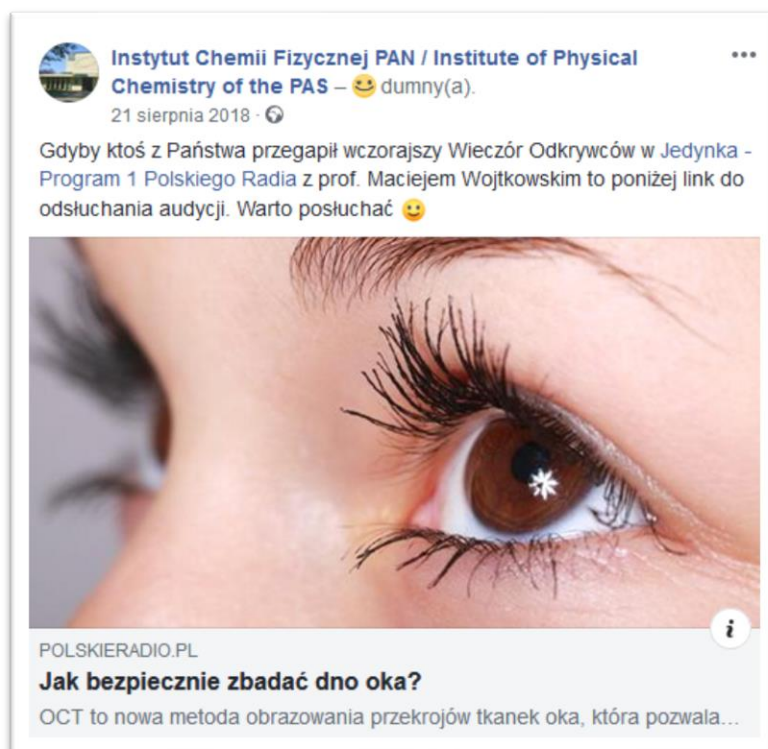 Instytut Chemii Fizycznej PAN / Institute of Physical
Chemistry of the PAS – dumny(a).
21 sierpnia 2018 ·
Gdyby ktoś z Państwa przegapił wczorajszy Wieczór Odkrywców w Jedynka -
Program 1 Polskiego Radia z prof. Maciejem Wojtkowskim to poniżej link do
odsłuchania audycji. Warto posłuchać
POLSKIERADIO.PL
Jak bezpiecznie zbadać dno oka?
OCT to nowa metoda obrazowania przekrojów tkanek oka, która pozwala...